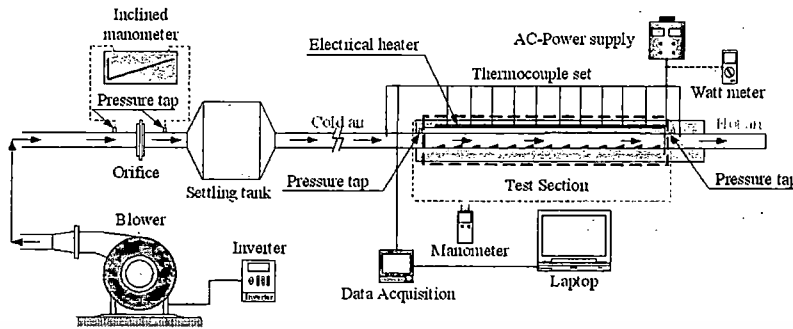 Inclined
manometer
Pressure tap
Orifice
Settling tank
Blower
Inverter
Inverter
Electrical heater
Thermocouple set
AC-Power supply
Watt meter
Cold air
Hot air
Pressure tap
Test Section
Pressure tap
Manometer
Data Acquisition
Laptop